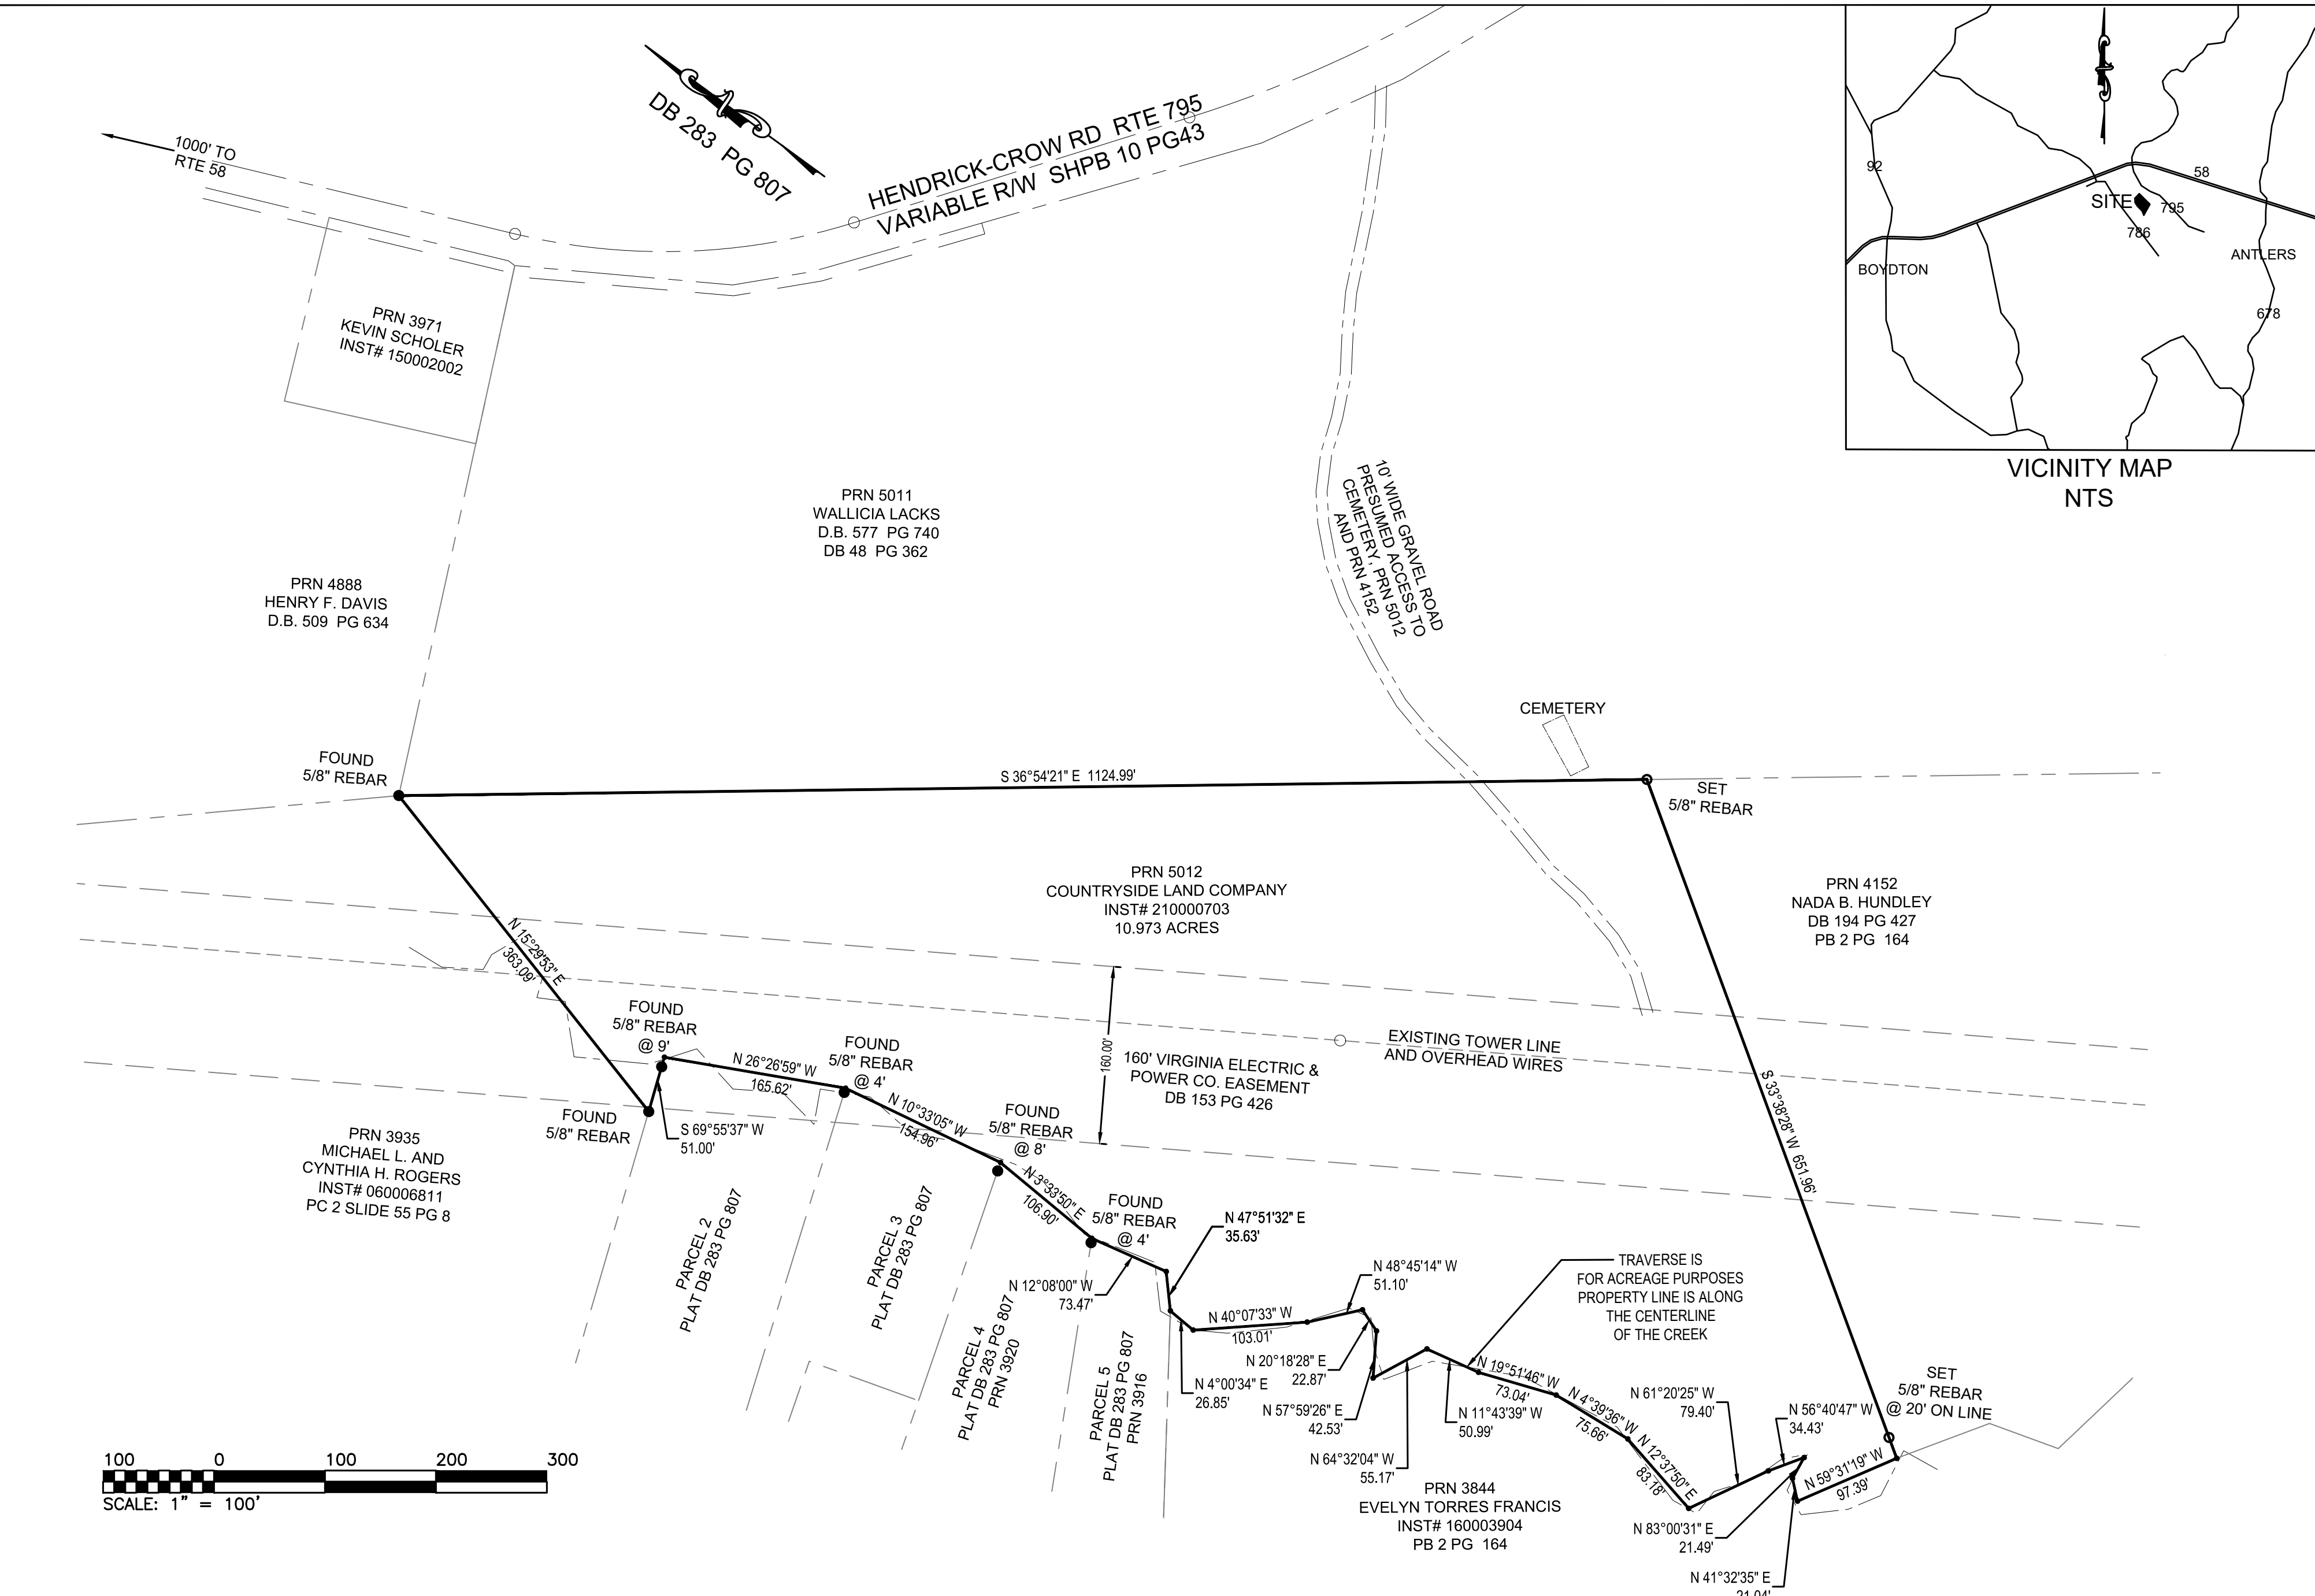 DB 283 PG 807
1000' TO
RTE 58
HENDRICK-CROW RD RTE 795
VARIABLE R/W SHPB 10 PG43
92
58
SITE
795
786
BOYDTON
ANTLERS
678
VICINITY MAP
NTS
PRN 3971
KEVIN SCHOLER
INST# 150002002
PRN 5011
WALLICIA LACKS
D.B. 577 PG 740
DB 48 PG 362
10' WIDE GRAVEL ROAD
PRESUMED ACCESS TO
CEMETERY, PRN 5012
AND PRN 4152
PRN 4888
HENRY F. DAVIS
D.B. 509 PG 634
CEMETERY
FOUND
5/8" REBAR
S 36°54'21" E 1124.99'
SET
5/8" REBAR
PRN 5012
COUNTRYSIDE LAND COMPANY
INST# 210000703
10.973 ACRES
PRN 4152
NADA B. HUNDLEY
DB 194 PG 427
PB 2 PG 164
N 15°29'53" E
363.09'
FOUND
5/8" REBAR
@ 9'
N 26°26'59" W
165.62'
FOUND
5/8" REBAR
@ 4'
160.00'
160' VIRGINIA ELECTRIC &
POWER CO. EASEMENT
DB 153 PG 426
EXISTING TOWER LINE
AND OVERHEAD WIRES
S 33°38'28" W 651.96'
FOUND
5/8" REBAR
S 69°55'37" W
51.00'
N 10°33'05" W
154.96'
FOUND
5/8" REBAR
@ 8'
PRN 3935
MICHAEL L. AND
CYNTHIA H. ROGERS
INST# 060006811
PC 2 SLIDE 55 PG 8
N 3°33'50" E
106.90'
FOUND
5/8" REBAR
@ 4'
PARCEL 2
PLAT DB 283 PG 807
PARCEL 3
PLAT DB 283 PG 807
PARCEL 4
PLAT DB 283 PG 807
PRN 3920
PARCEL 5
PLAT DB 283 PG 807
PRN 3916
N 12°08'00" W
73.47'
N 47°51'32" E
35.63'
N 4°00'34" E
26.85'
N 40°07'33" W
103.01'
N 48°45'14" W
51.10'
N 20°18'28" E
22.87'
N 57°59'26" E
42.53'
N 64°32'04" W
55.17'
N 11°43'39" W
50.99'
TRAVERSE IS
FOR ACREAGE PURPOSES
PROPERTY LINE IS ALONG
THE CENTERLINE
OF THE CREEK
N 19°51'46" W
73.04'
N 4°39'36" W
75.66'
N 12°37'50" E
83.18'
N 61°20'25" W
79.40'
N 56°40'47" W
34.43'
SET
5/8" REBAR
@ 20' ON LINE
N 59°31'19" W
97.39'
N 83°00'31" E
21.49'
N 41°32'35" E
21.04'
PRN 3844
EVELYN TORRES FRANCIS
INST# 160003904
PB 2 PG 164
100 0 100 200 300
SCALE: 1" = 100'